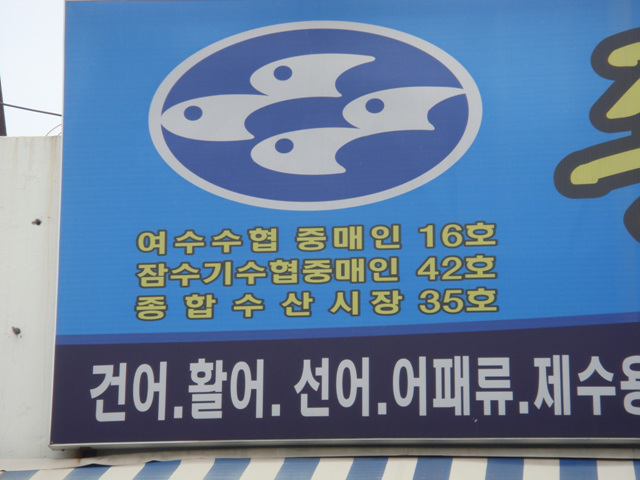 여수수협 중매인 16호
잠수기수협중매인 42호
종합수산시장 35호
건어.활어.선어.어패류.제수용